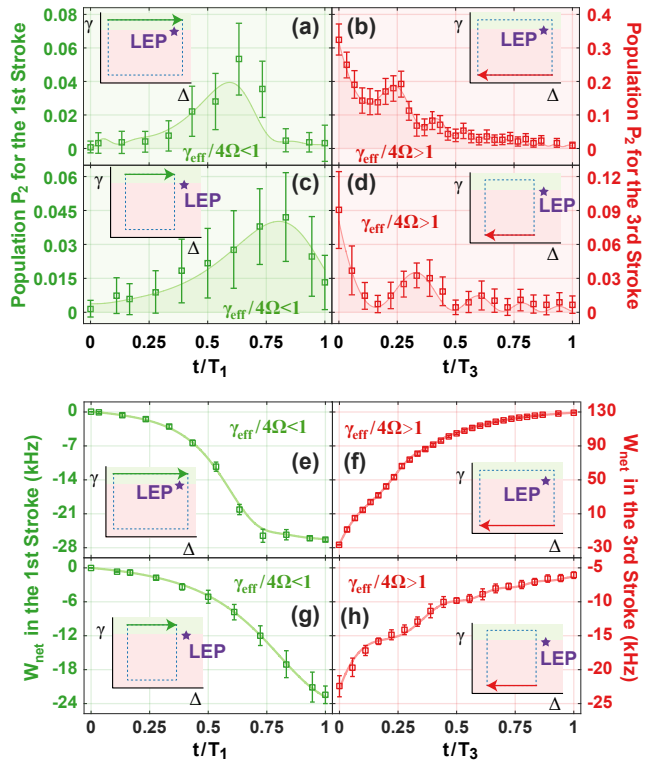 Population P2 for the 1st Stroke
0.08
0.06
0.04
0.02
0
γ
LEP
Δ
(a)
γeff/4Ω<1
(b)
γ
LEP
Δ
γeff/4Ω>1
0.4
0.3
0.2
0.1
0
Population P2 for the 3rd Stroke
0.06
0.045
0.03
0.015
0
γ
LEP
Δ
(c)
γeff/4Ω<1
(d)
γeff/4Ω>1
γ
LEP
Δ
0.12
0.09
0.06
0.03
0
0 0.25 0.5 0.75 1
t/T1
0 0.25 0.5 0.75 1
t/T3
Wnet in the 1st Stroke (kHz)
0
-7
-14
-21
-28
γeff/4Ω<1
(e)
γ
LEP
Δ
γeff/4Ω>1
(f)
γ
LEP
Δ
130
90
50
10
-30
Wnet in the 3rd Stroke (kHz)
0
-6
-12
-18
-24
γeff/4Ω<1
(g)
γ
LEP
Δ
γeff/4Ω>1
(h)
γ
LEP
Δ
-5
-10
-15
-20
-25
0 0.25 0.5 0.75 1
t/T1
0 0.25 0.5 0.75 1
t/T3